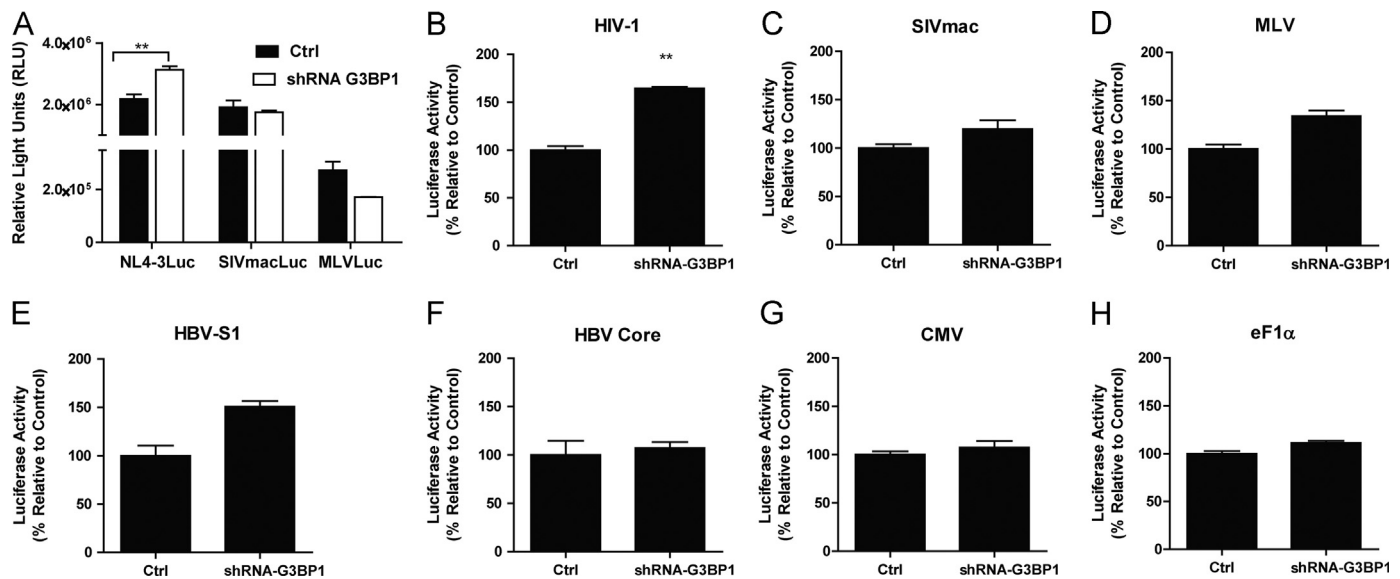 A
Relative Light Units (RLU)
4.0×10⁶
2.0×10⁶
2.0×10⁵
0
**
Ctrl
shRNA G3BP1
NL4-3Luc SIVmacLuc MLVLuc
B
HIV-1
Luciferase Activity
(% Relative to Control)
200
150
100
50
0
**
Ctrl shRNA-G3BP1
C
SIVmac
Luciferase Activity
(% Relative to Control)
200
150
100
50
0
Ctrl shRNA-G3BP1
D
MLV
Luciferase Activity
(% Relative to Control)
200
150
100
50
0
Ctrl shRNA-G3BP1
E
HBV-S1
Luciferase Activity
(% Relative to Control)
200
150
100
50
0
Ctrl shRNA-G3BP1
F
HBV Core
Luciferase Activity
(% Relative to Control)
200
150
100
50
0
Ctrl shRNA-G3BP1
G
CMV
Luciferase Activity
(% Relative to Control)
200
150
100
50
0
Ctrl shRNA-G3BP1
H
eF1α
Luciferase Activity
(% Relative to Control)
200
150
100
50
0
Ctrl shRNA-G3BP1